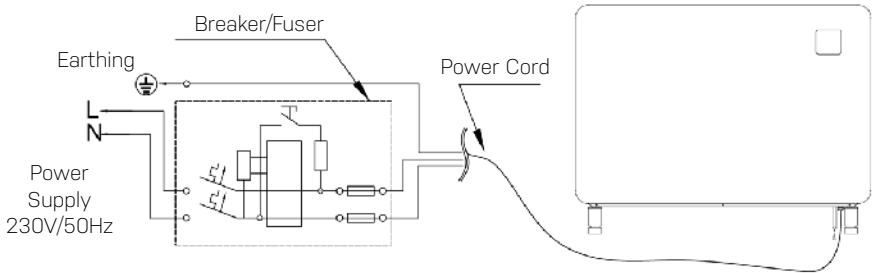 Breaker/Fuser
Earthing
Power Cord
L
N
Power
Supply
230V/50Hz